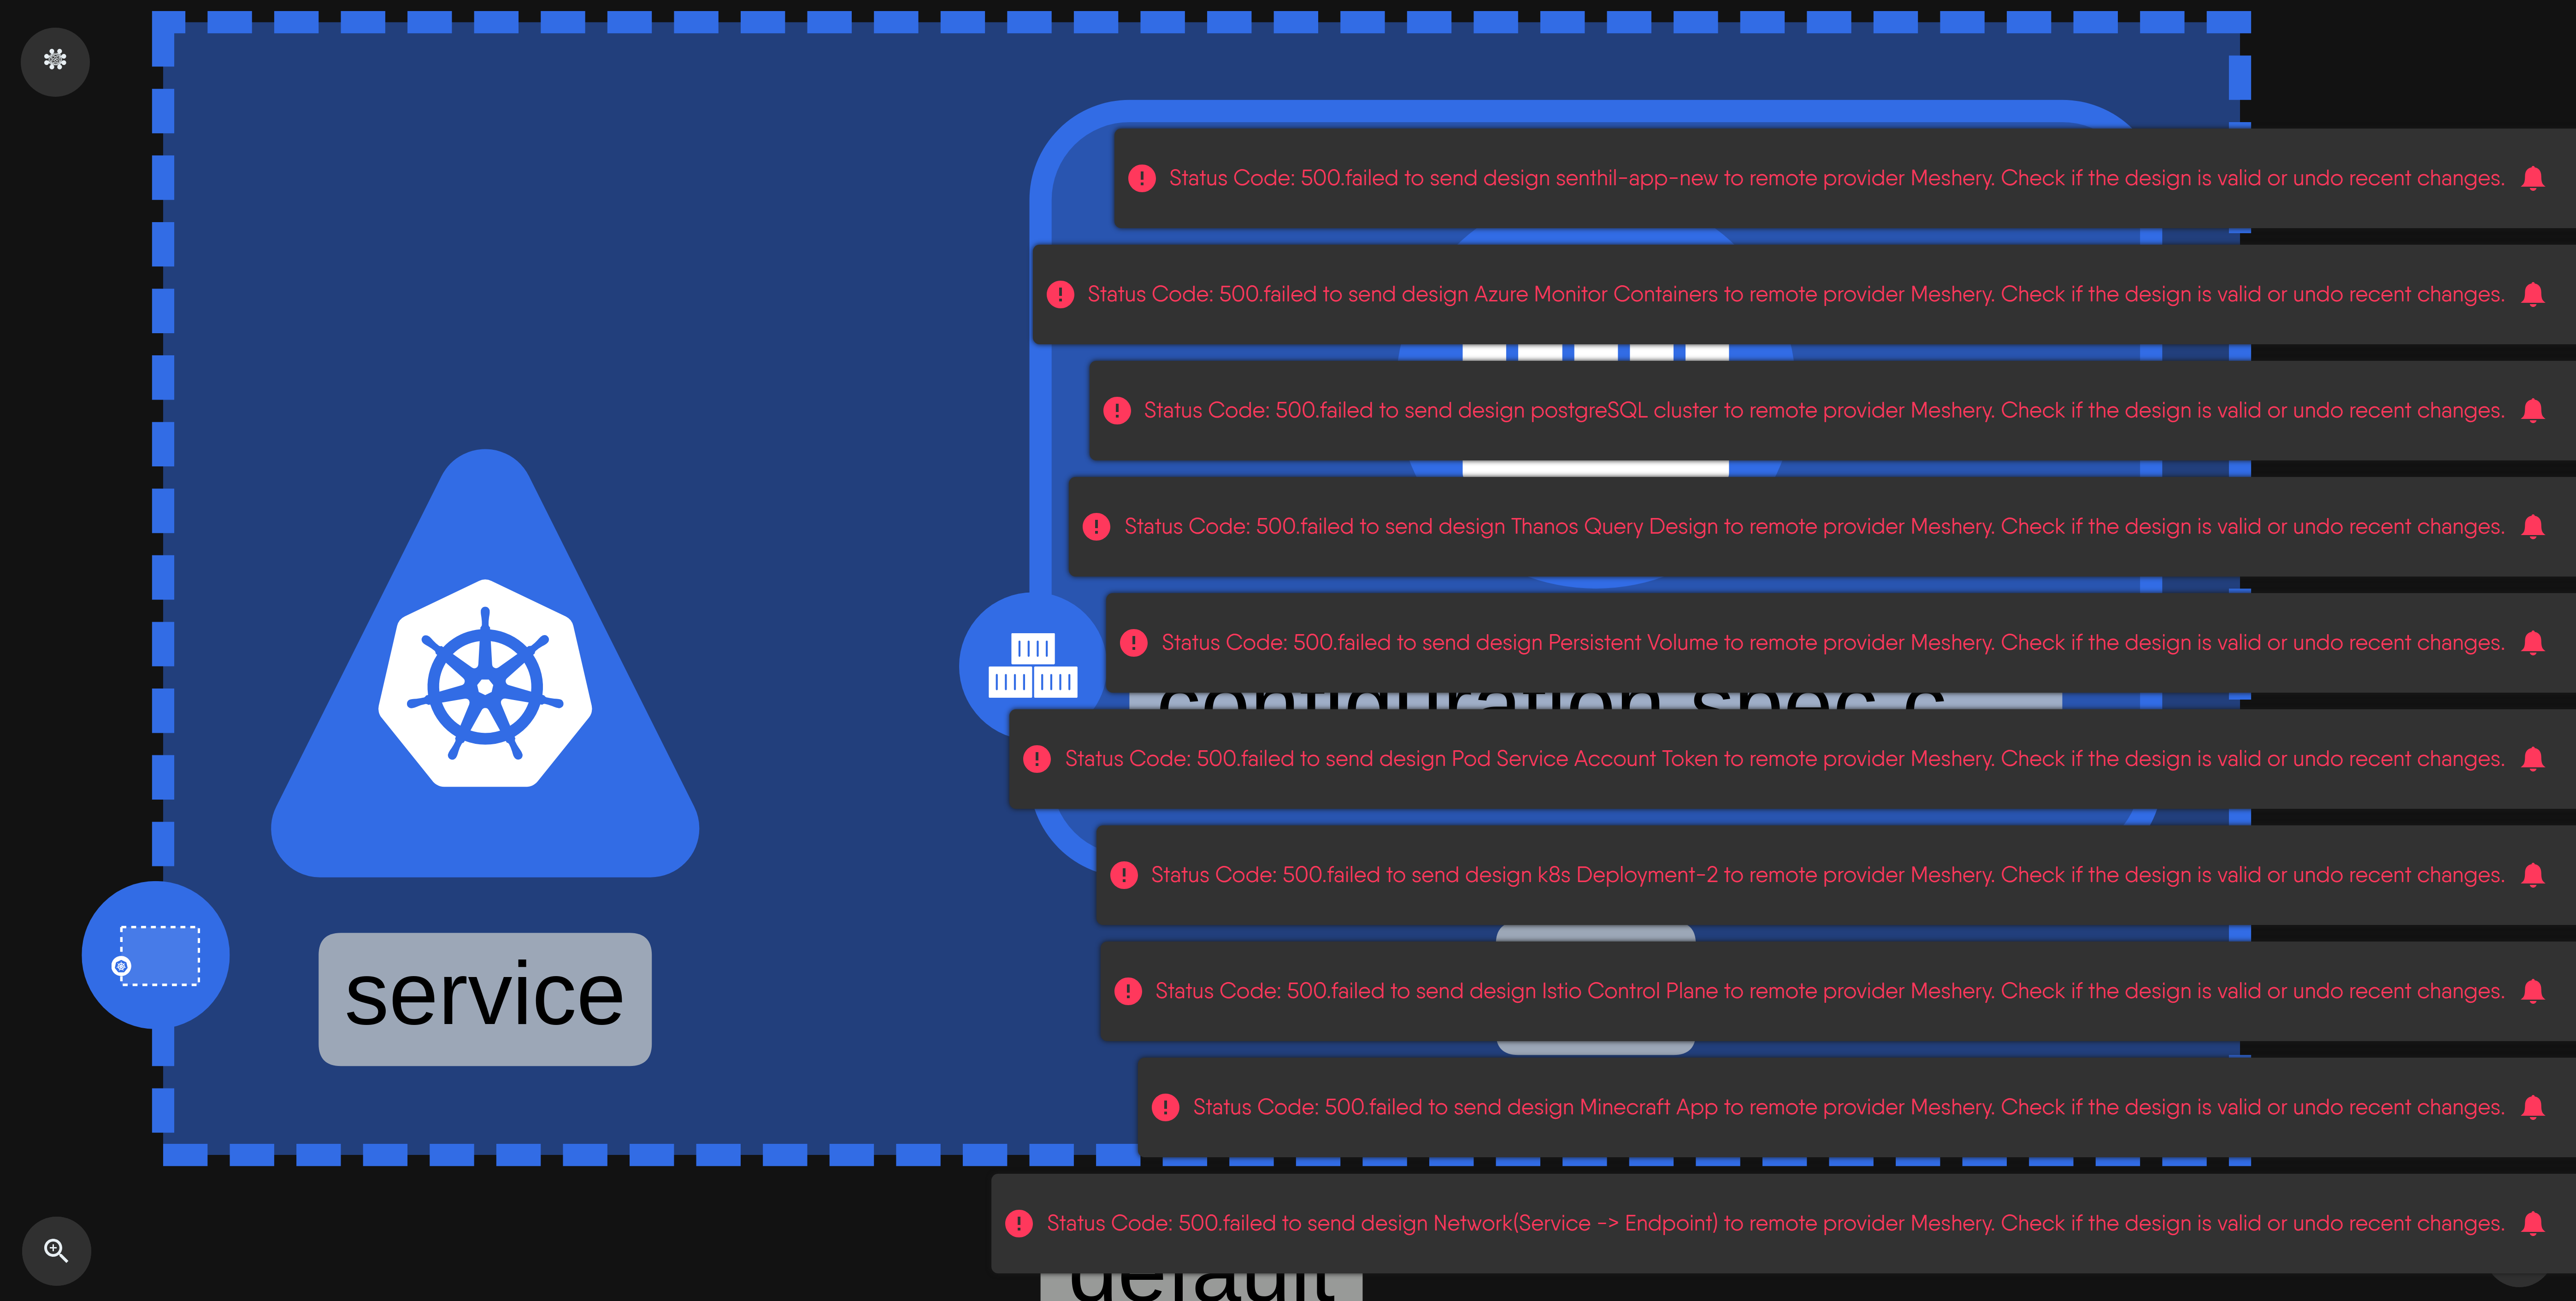 Status Code: 500.failed to send design senthil-app-new to remote provider Meshery. Check if the design is valid or undo recent changes.
Status Code: 500.failed to send design Azure Monitor Containers to remote provider Meshery. Check if the design is valid or undo recent changes.
Status Code: 500.failed to send design postgreSQL cluster to remote provider Meshery. Check if the design is valid or undo recent changes.
Status Code: 500.failed to send design Thanos Query Design to remote provider Meshery. Check if the design is valid or undo recent changes.
Status Code: 500.failed to send design Persistent Volume to remote provider Meshery. Check if the design is valid or undo recent changes.
configuration spec c
Status Code: 500.failed to send design Pod Service Account Token to remote provider Meshery. Check if the design is valid or undo recent changes.
Status Code: 500.failed to send design k8s Deployment-2 to remote provider Meshery. Check if the design is valid or undo recent changes.
service
Status Code: 500.failed to send design Istio Control Plane to remote provider Meshery. Check if the design is valid or undo recent changes.
Status Code: 500.failed to send design Minecraft App to remote provider Meshery. Check if the design is valid or undo recent changes.
Status Code: 500.failed to send design Network(Service -> Endpoint) to remote provider Meshery. Check if the design is valid or undo recent changes.
default